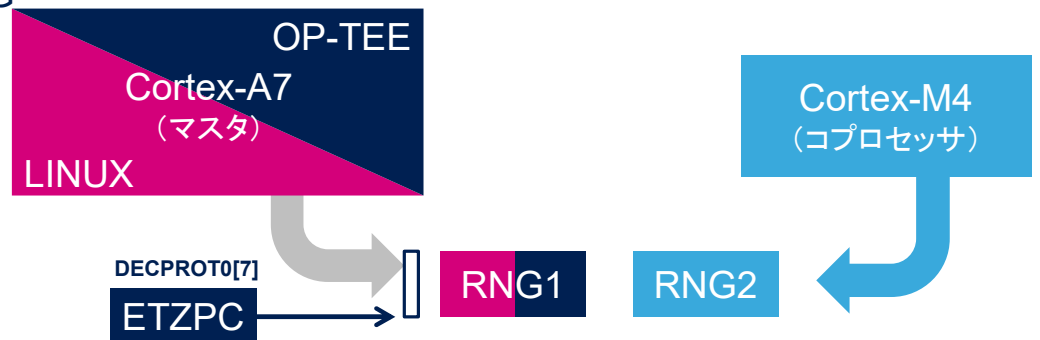 OP-TEE
Cortex-A7
（マスタ）
LINUX
Cortex-M4
（コプロセッサ）
DECPROT0[7]
ETZPC
RNG1
RNG2